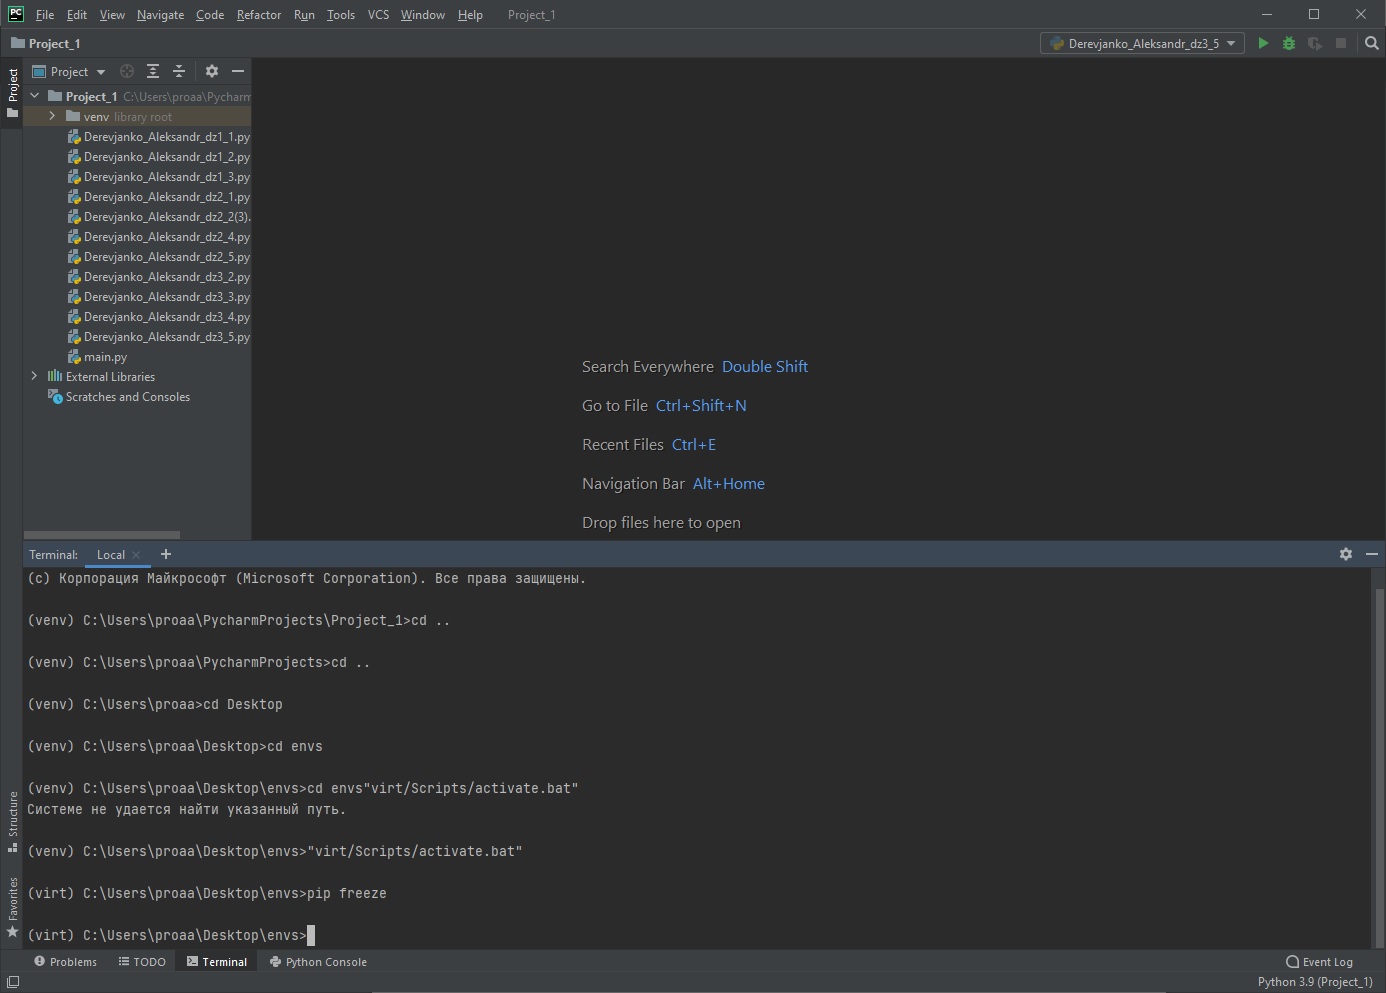 PC File Edit View Navigate Code Refactor Run Tools VCS Window Help Project_1
Project_1 Derevjanko_Aleksandr_dz3_5
Project
Project
Project_1 C:\Users\proaa\Pycharm
venv library root
Derevjanko_Aleksandr_dz1_1.py
Derevjanko_Aleksandr_dz1_2.py
Derevjanko_Aleksandr_dz1_3.py
Derevjanko_Aleksandr_dz2_1.py
Derevjanko_Aleksandr_dz2_2(3).
Derevjanko_Aleksandr_dz2_4.py
Derevjanko_Aleksandr_dz2_5.py
Derevjanko_Aleksandr_dz3_2.py
Derevjanko_Aleksandr_dz3_3.py
Derevjanko_Aleksandr_dz3_4.py
Derevjanko_Aleksandr_dz3_5.py
main.py
External Libraries
Scratches and Consoles
Search Everywhere Double Shift
Go to File Ctrl+Shift+N
Recent Files Ctrl+E
Navigation Bar Alt+Home
Drop files here to open
Terminal: Local
(c) Корпорация Майкрософт (Microsoft Corporation). Все права защищены.
(venv) C:\Users\proaa\PycharmProjects\Project_1>cd ..
(venv) C:\Users\proaa\PycharmProjects>cd ..
(venv) C:\Users\proaa>cd Desktop
(venv) C:\Users\proaa\Desktop>cd envs
(venv) C:\Users\proaa\Desktop\envs>cd envs"virt/Scripts/activate.bat"
Системе не удается найти указанный путь.
(venv) C:\Users\proaa\Desktop\envs>"virt/Scripts/activate.bat"
(virt) C:\Users\proaa\Desktop\envs>pip freeze
(virt) C:\Users\proaa\Desktop\envs>
Structure
Favorites
Problems TODO Terminal Python Console Event Log
Python 3.9 (Project_1)